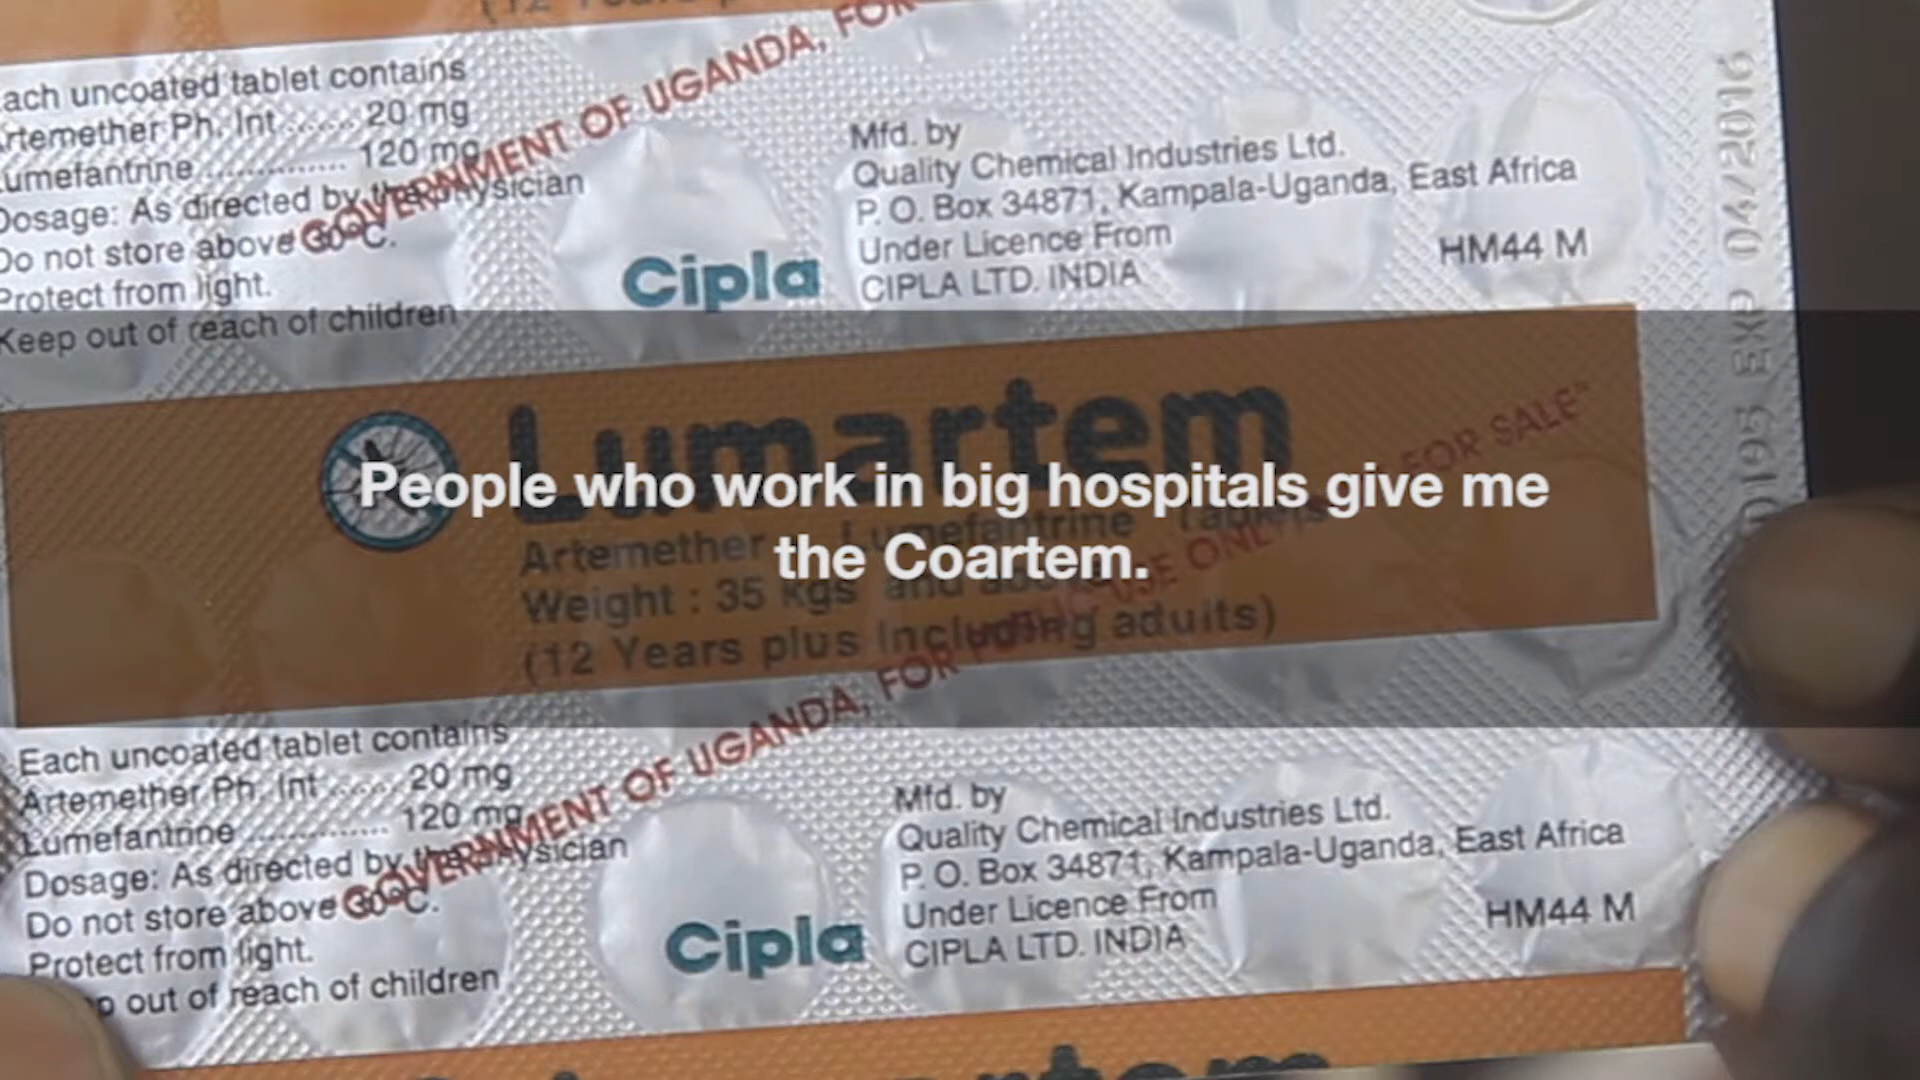 (12 Years p
ach uncoated tablet contains
rtemether Ph. Int ....... 20 mg
umefantrine ............. 120 mg
Dosage: As directed by the physician
Do not store above 30°C.
Protect from light.
Keep out of reach of children
GOVERNMENT OF UGANDA, FOR
Cipla
Mfd. by
Quality Chemical Industries Ltd.
P. O. Box 34871, Kampala-Uganda, East Africa
Under Licence From
CIPLA LTD. INDIA
HM44 M
EXP 04/2016
Lumartem
Artemether Lumefantrine Tablets
Weight : 35 kgs and above
(12 Years plus Including adults)
People who work in big hospitals give me
the Coartem.
GOVERNMENT OF UGANDA, FOR PUBLIC USE ONLY FOR SALE"
Each uncoated tablet contains
Artemether Ph. Int ....... 20 mg
Lumefantrine ............. 120 mg
Dosage: As directed by the physician
Do not store above 30°C.
Protect from light.
p out of reach of children
Cipla
Mfd. by
Quality Chemical Industries Ltd.
P. O. Box 34871, Kampala-Uganda, East Africa
Under Licence From
CIPLA LTD. INDIA
HM44 M